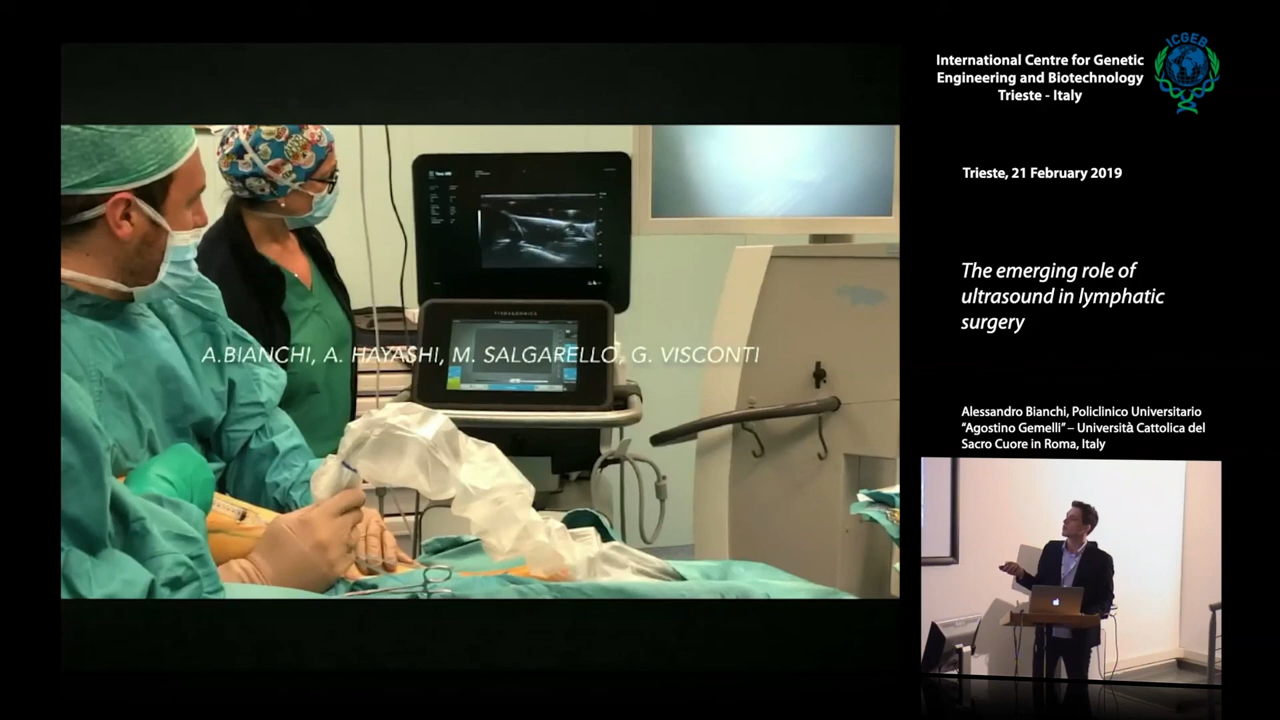 ICGEB
International Centre for Genetic
Engineering and Biotechnology
Trieste - Italy
Trieste, 21 February 2019
The emerging role of
ultrasound in lymphatic
surgery
A.BIANCHI, A. HAYASHI, M. SALGARELLO, G. VISCONTI
VISUALSONICS
Alessandro Bianchi, Policlinico Universitario
“Agostino Gemelli” – Università Cattolica del
Sacro Cuore in Roma, Italy